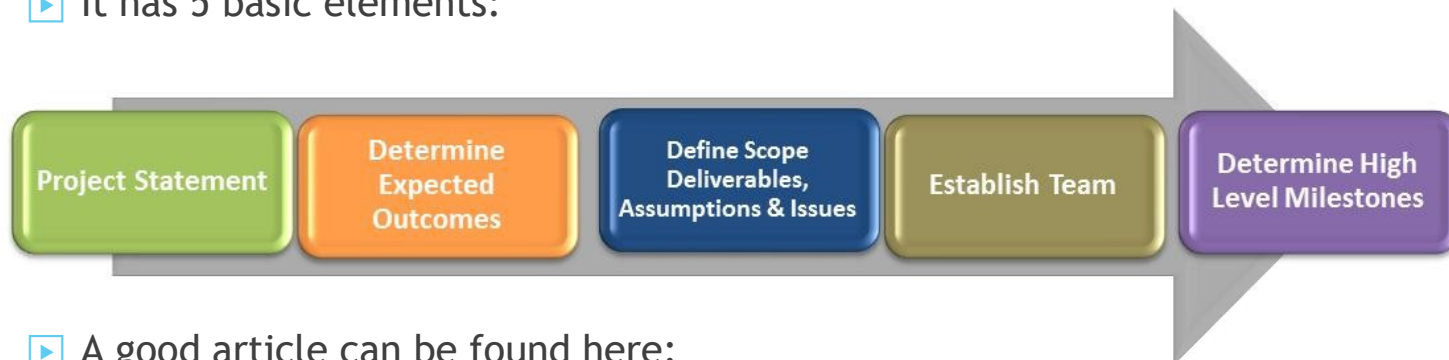 It has 5 basic elements:
Project Statement
Determine
Expected
Outcomes
Define Scope
Deliverables,
Assumptions & Issues
Establish Team
Determine High
Level Milestones
A good article can be found here: